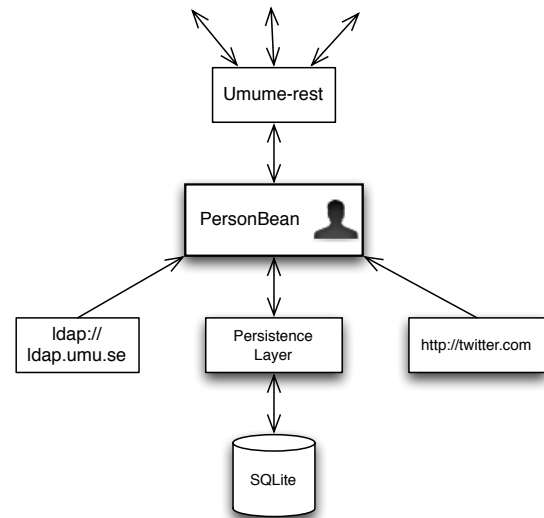 Umume-rest
PersonBean
ldap://
ldap.umu.se
Persistence
Layer
http://twitter.com
SQLite